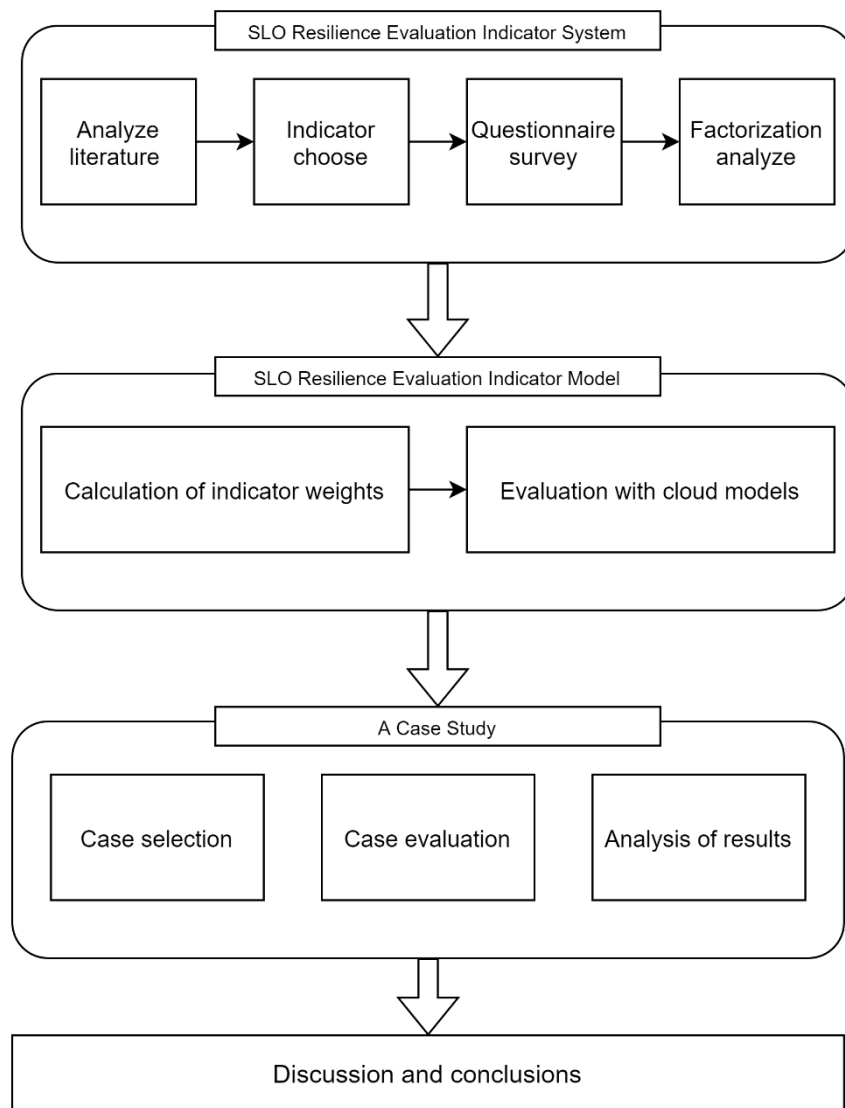 SLO Resilience Evaluation Indicator System
Analyze
literature
Indicator
choose
Questionnaire
survey
Factorization
analyze
SLO Resilience Evaluation Indicator Model
Calculation of indicator weights
Evaluation with cloud models
A Case Study
Case selection
Case evaluation
Analysis of results
Discussion and conclusions